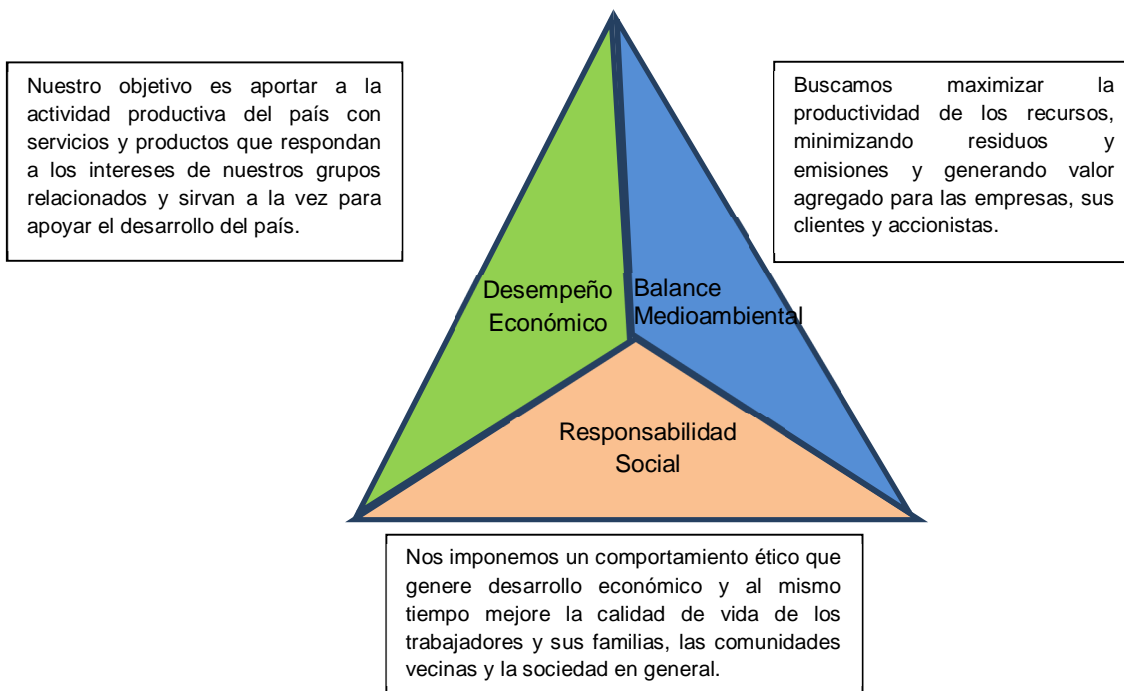 Nuestro objetivo es aportar a la
actividad productiva del país con
servicios y productos que respondan
a los intereses de nuestros grupos
relacionados y sirvan a la vez para
apoyar el desarrollo del país.
Buscamos maximizar la
productividad de los recursos,
minimizando residuos y
emisiones y generando valor
agregado para las empresas, sus
clientes y accionistas.
Desempeño
Económico
Balance
Medioambiental
Responsabilidad
Social
Nos imponemos un comportamiento ético que
genere desarrollo económico y al mismo
tiempo mejore la calidad de vida de los
trabajadores y sus familias, las comunidades
vecinas y la sociedad en general.